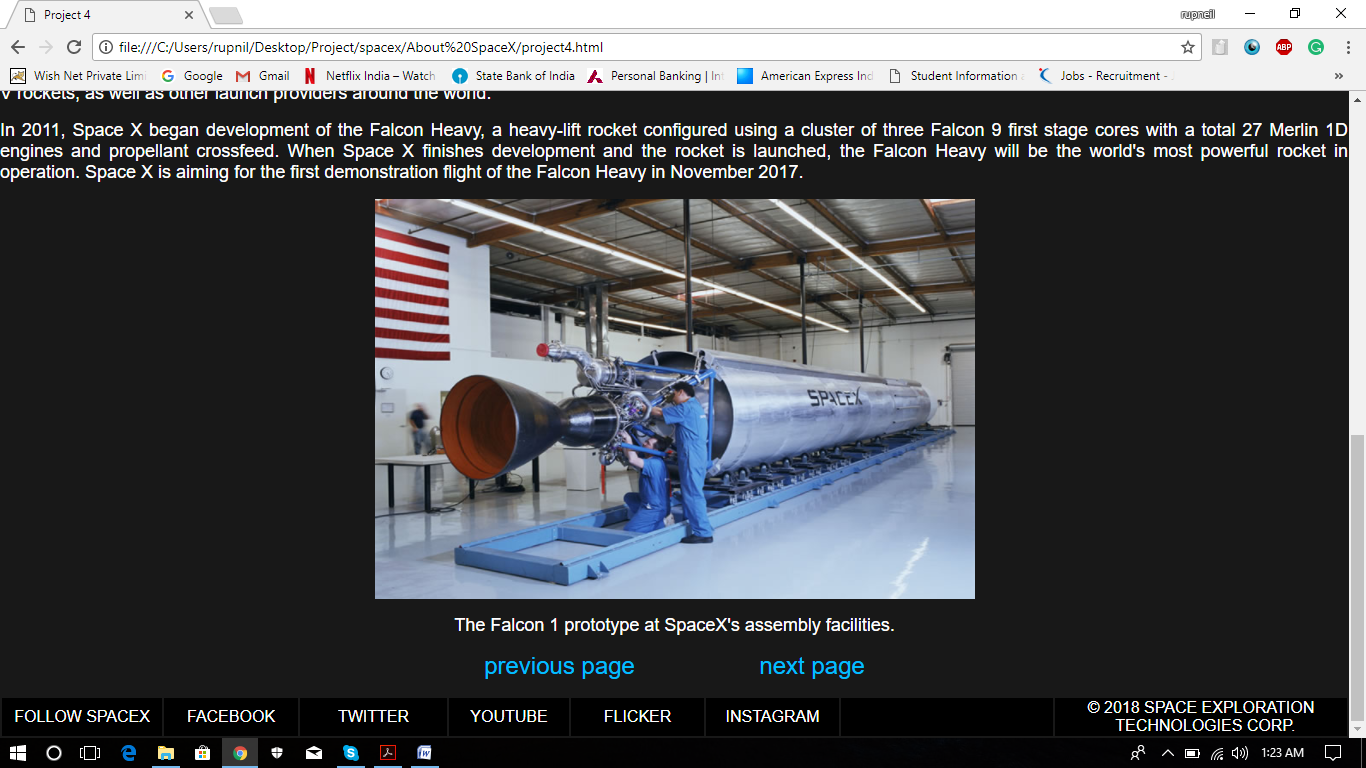 Project 4
rupneil
file:///C:/Users/rupnil/Desktop/Project/spacex/About%20SpaceX/project4.html
ABP
Wish Net Private Lim
Google
Gmail
Netflix India – Watch
State Bank of India
Personal Banking | Int
American Express Ind
Student Information
Jobs - Recruitment -
»
V rockets, as well as other launch providers around the world.
In 2011, Space X began development of the Falcon Heavy, a heavy-lift rocket configured using a cluster of three Falcon 9 first stage cores with a total 27 Merlin 1D
engines and propellant crossfeed. When Space X finishes development and the rocket is launched, the Falcon Heavy will be the world's most powerful rocket in
operation. Space X is aiming for the first demonstration flight of the Falcon Heavy in November 2017.
SPACEX
The Falcon 1 prototype at SpaceX's assembly facilities.
previous page next page
FOLLOW SPACEX FACEBOOK TWITTER YOUTUBE FLICKER INSTAGRAM © 2018 SPACE EXPLORATION
TECHNOLOGIES CORP.
1:23 AM